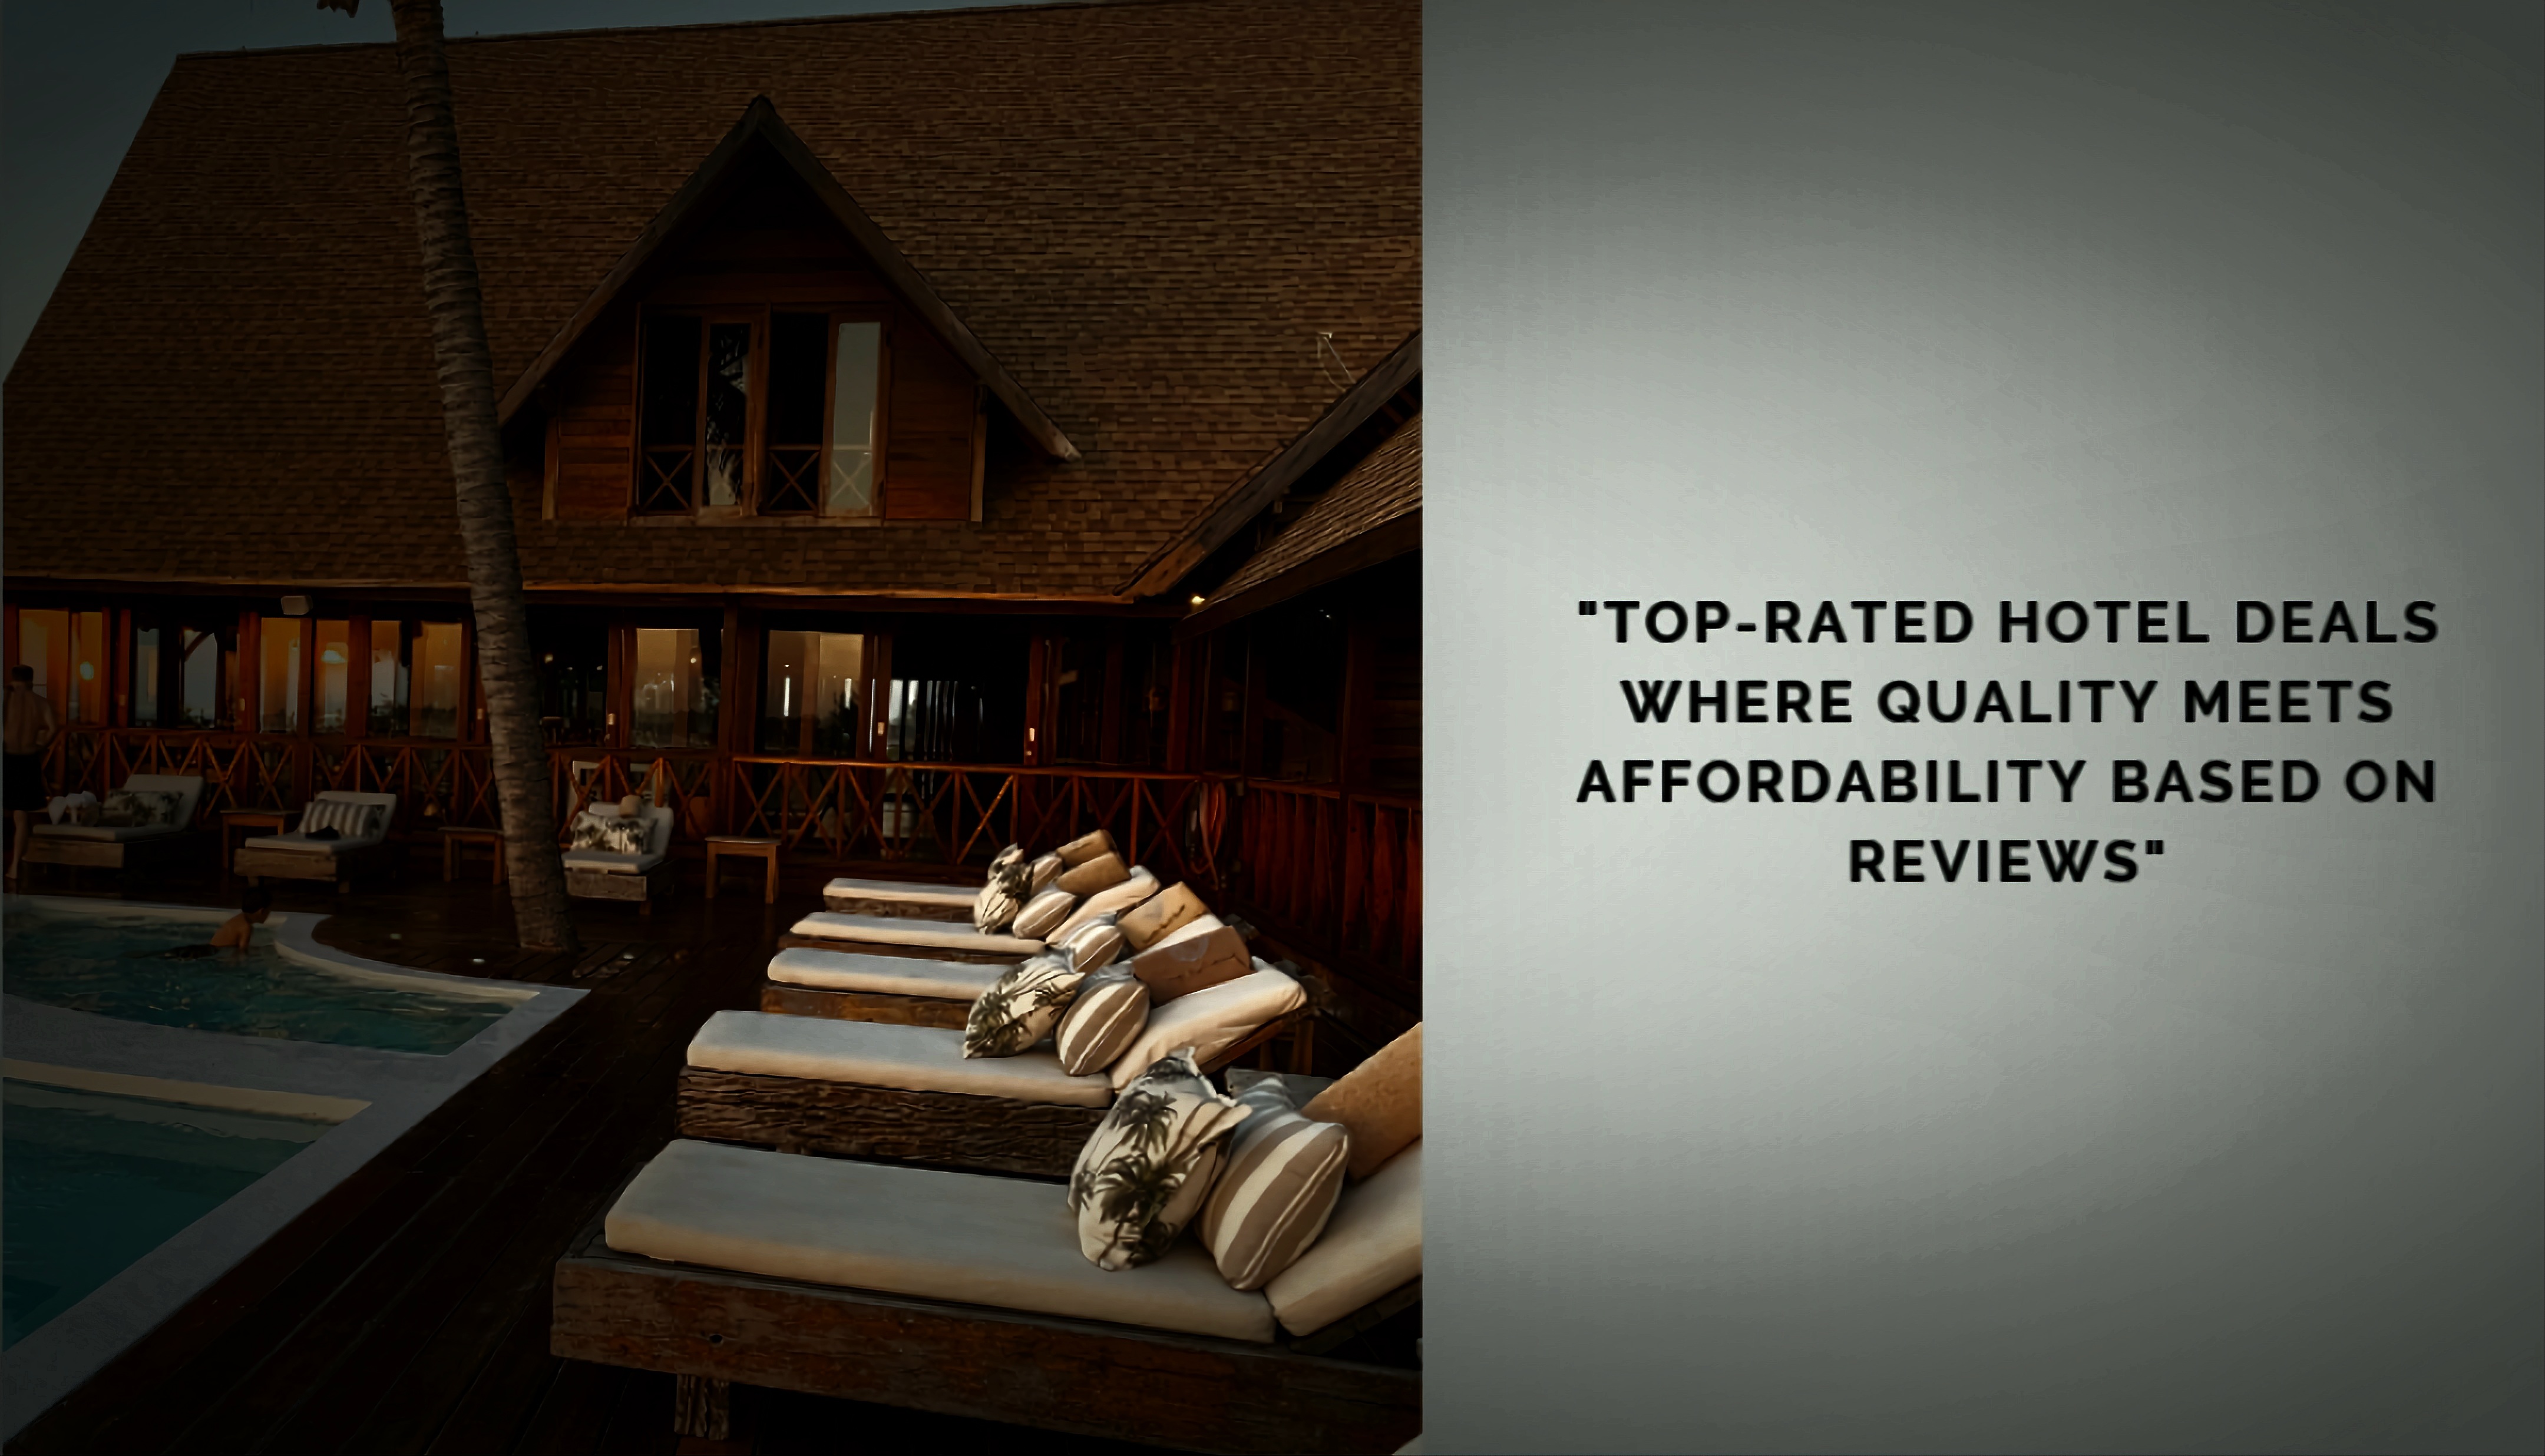 "TOP-RATED HOTEL DEALS
WHERE QUALITY MEETS
AFFORDABILITY BASED ON
REVIEWS"